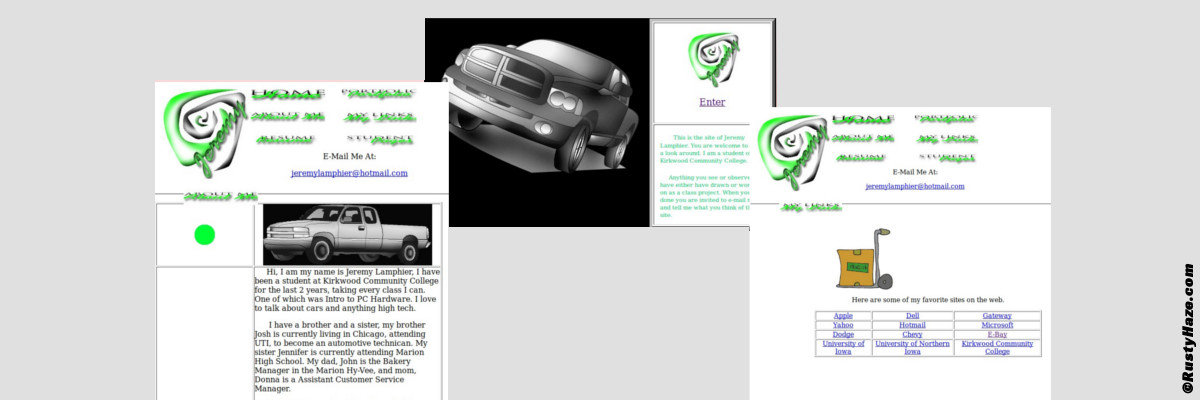 HOME
PORTFOLIO
ABOUT ME
MY LINKS
RESUME
STUDENT
E-Mail Me At:
jeremylamphier@hotmail.com
ABOUT ME
Hi, I am my name is Jeremy Lamphier, I have
been a student at Kirkwood Community College
for the last 2 years, taking every class I can.
One of which was Intro to PC Hardware. I love
to talk about cars and anything high tech.
I have a brother and a sister, my brother
Josh is currently living in Chicago, attending
UTI, to become an automotive technican. My
sister Jennifer is currently attending Marion
High School. My dad, John is the Bakery
Manager in the Marion Hy-Vee, and mom,
Donna is a Assistant Customer Service
Manager.
Enter
This is the site of Jeremy
Lamphier. You are welcome to
a look around. I am a student
Kirkwood Community College.
Anything you see or observe
have either have drawn or
on as a class project. When you
done you are invited to e-mail
and tell me what you think of
site.
HOME
PORTFOLIO
ABOUT ME
MY LINKS
RESUME
STUDENT
E-Mail Me At:
jeremylamphier@hotmail.com
MY LINKS
Here are some of my favorite sites on the web.
Apple Dell Gateway
Yahoo Hotmail Microsoft
Dodge Chevy E-Bay
University of Iowa University of Northern Iowa Kirkwood Community College
©RustyHaze.com